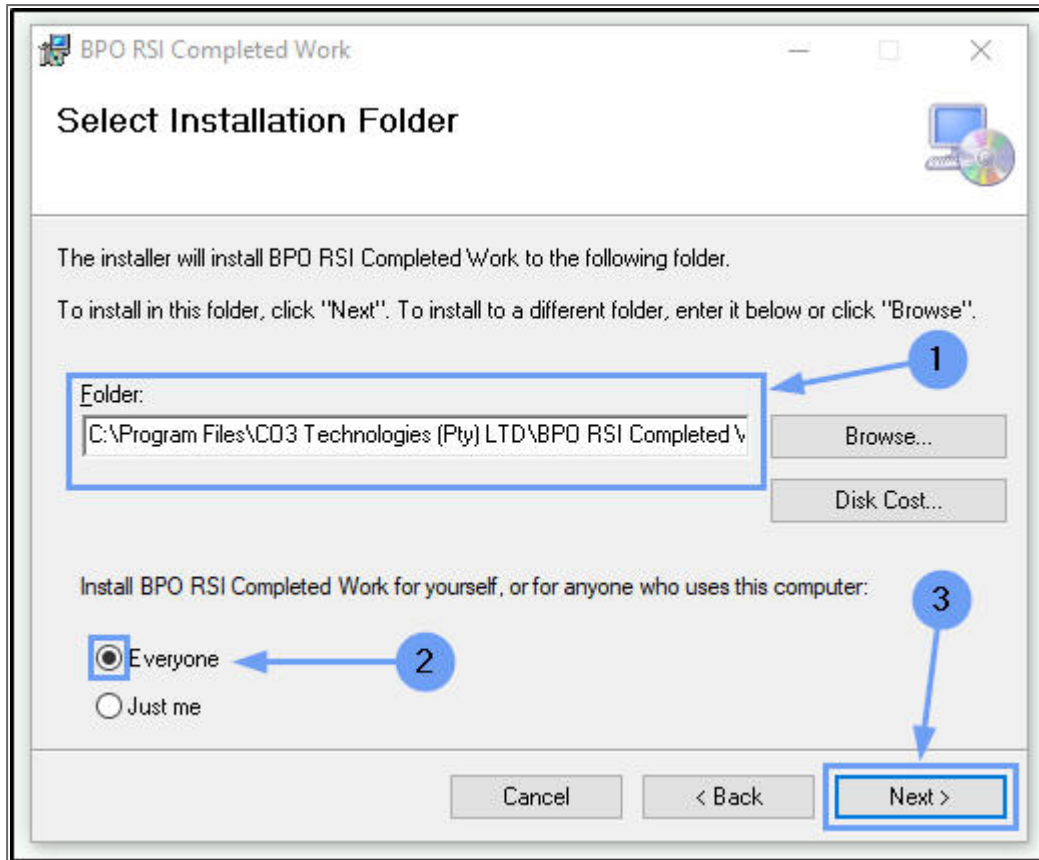 BPO RSI Completed Work
Select Installation Folder
The installer will install BPO RSI Completed Work to the following folder.
To install in this folder, click "Next". To install to a different folder, enter it below or click "Browse".
1
Folder:
C:\Program Files\CO3 Technologies (Pty) LTD\BPO RSI Completed
Browse...
Disk Cost...
Install BPO RSI Completed Work for yourself, or for anyone who uses this computer:
3
Everyone
2
Just me
Cancel
< Back
Next >